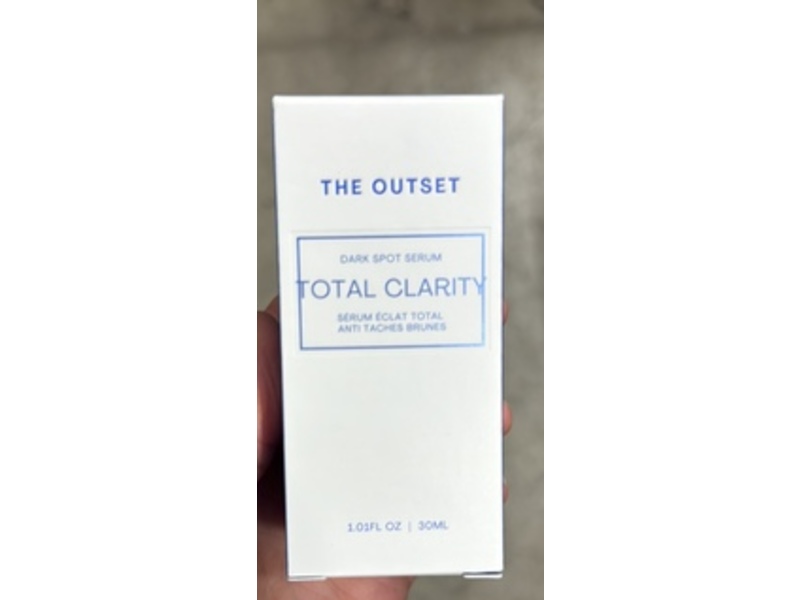 THE OUTSET
DARK SPOT SERUM
TOTAL CLARITY
SÉRUM ÉCLAT TOTAL
ANTI TACHES BRUNES
1.01FL OZ | 30ML